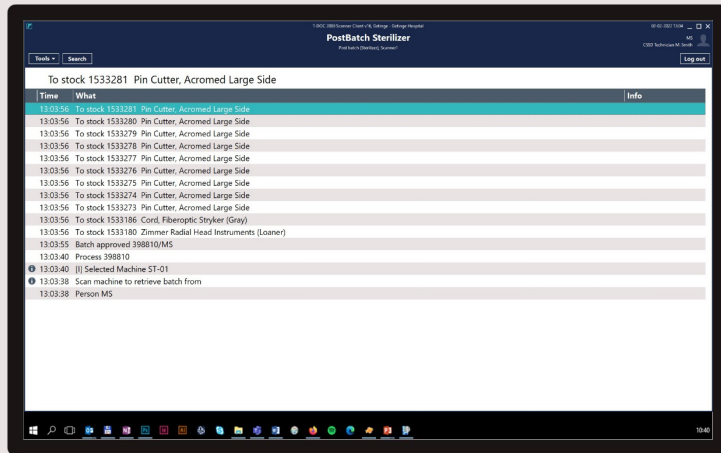 T-DOC 2000 Scanner Client v16, Getinge - Getinge Hospital
PostBatch Sterilizer
Post batch (Sterilizer), Scanner1
MS
CSSD Technician M. Smith
Tools Search
Log out
To stock 1533281 Pin Cutter, Acromed Large Side
Time What Info
13:03:56 To stock 1533281 Pin Cutter, Acromed Large Side
13:03:56 To stock 1533280 Pin Cutter, Acromed Large Side
13:03:56 To stock 1533279 Pin Cutter, Acromed Large Side
13:03:56 To stock 1533278 Pin Cutter, Acromed Large Side
13:03:56 To stock 1533277 Pin Cutter, Acromed Large Side
13:03:56 To stock 1533276 Pin Cutter, Acromed Large Side
13:03:56 To stock 1533275 Pin Cutter, Acromed Large Side
13:03:56 To stock 1533274 Pin Cutter, Acromed Large Side
13:03:56 To stock 1533273 Pin Cutter, Acromed Large Side
13:03:56 To stock 1533186 Cord, Fiberoptic Stryker (Gray)
13:03:56 To stock 1533180 Zimmer Radial Head Instruments (Loaner)
13:03:55 Batch approved 398810/MS
13:03:40 Process 398810
13:03:40 [I] Selected Machine ST-01
13:03:38 Scan machine to retrieve batch from
13:03:38 Person MS
10:40